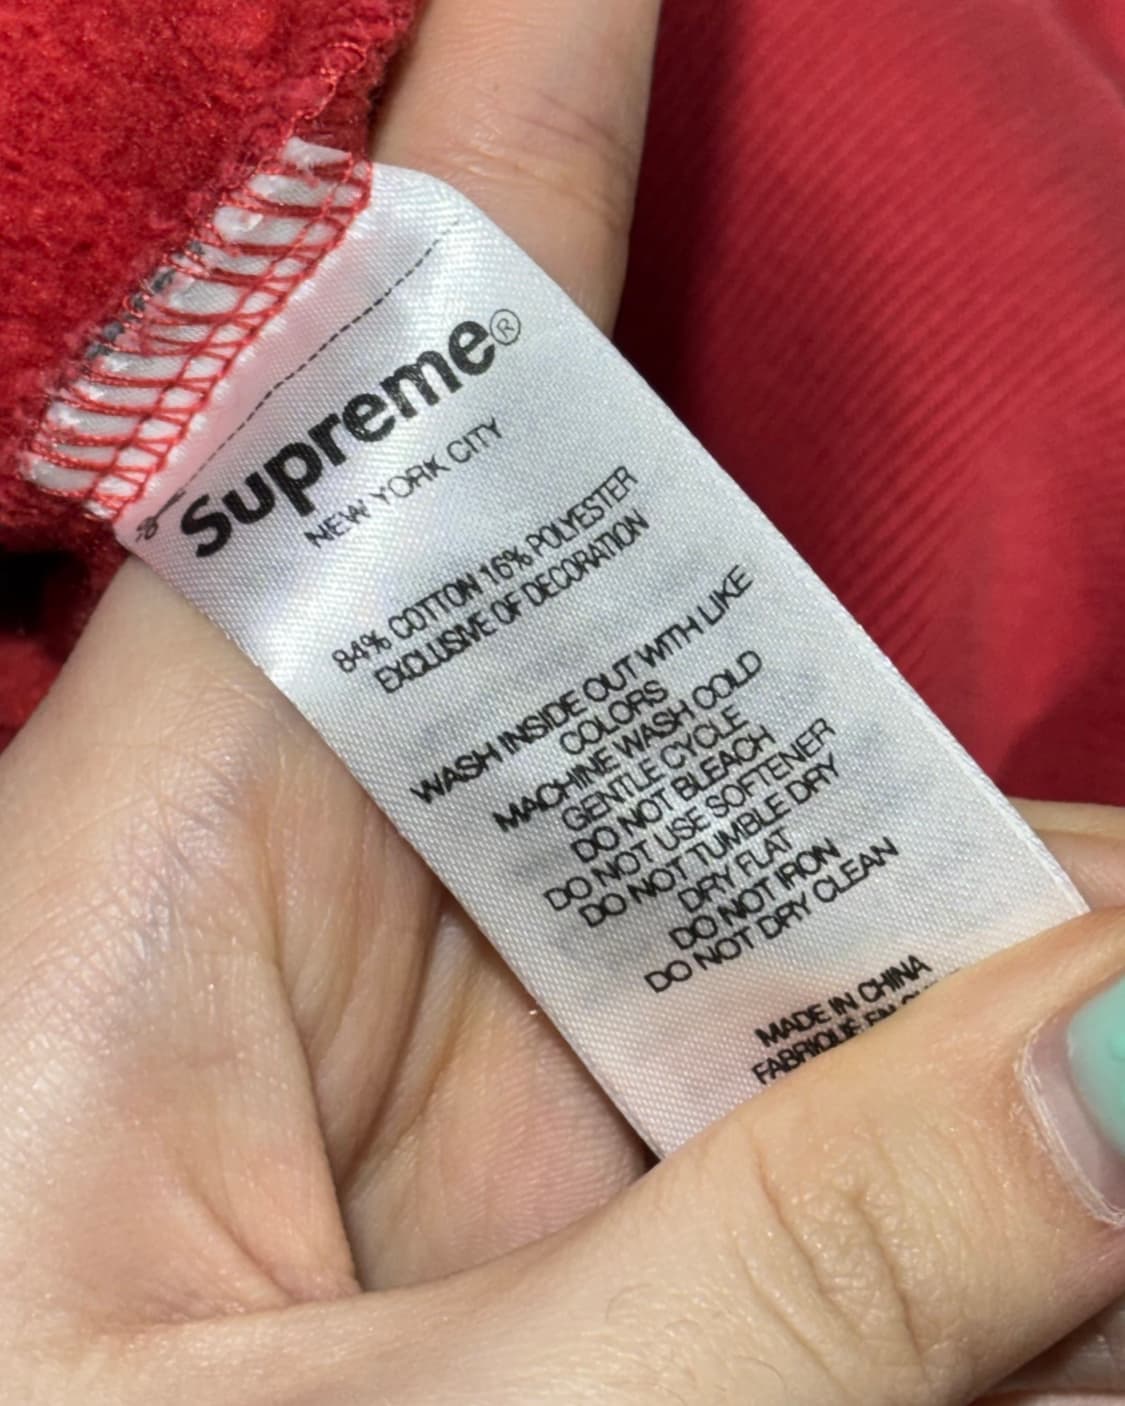 Supreme®
NEW YORK CITY
84% COTTON 16% POLYESTER
EXCLUSIVE OF DECORATION
WASH INSIDE OUT WITH LIKE
COLORS
MACHINE WASH COLD
GENTLE CYCLE
DO NOT BLEACH
DO NOT USE SOFTENER
DO NOT TUMBLE DRY
DRY FLAT
DO NOT IRON
DO NOT DRY CLEAN
MADE IN CHINA
FABRIQUÉ EN